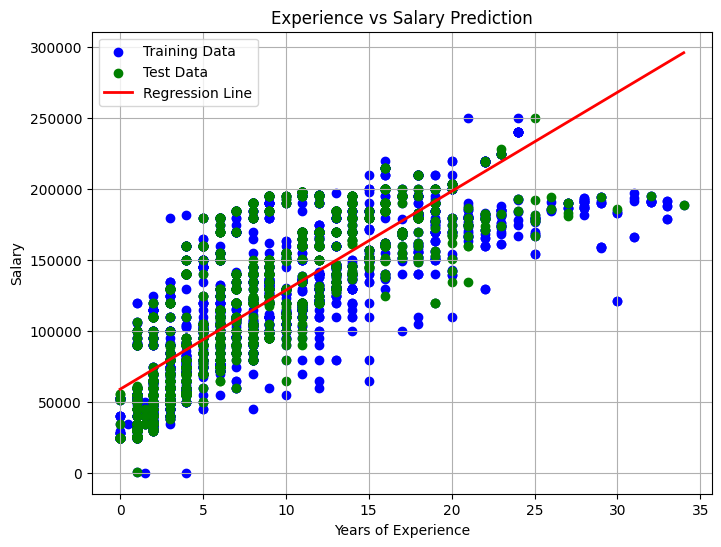 Experience vs Salary Prediction
Training Data
Test Data
Regression Line
300000
250000
200000
150000
100000
50000
0
Salary
0 5 10 15 20 25 30 35
Years of Experience